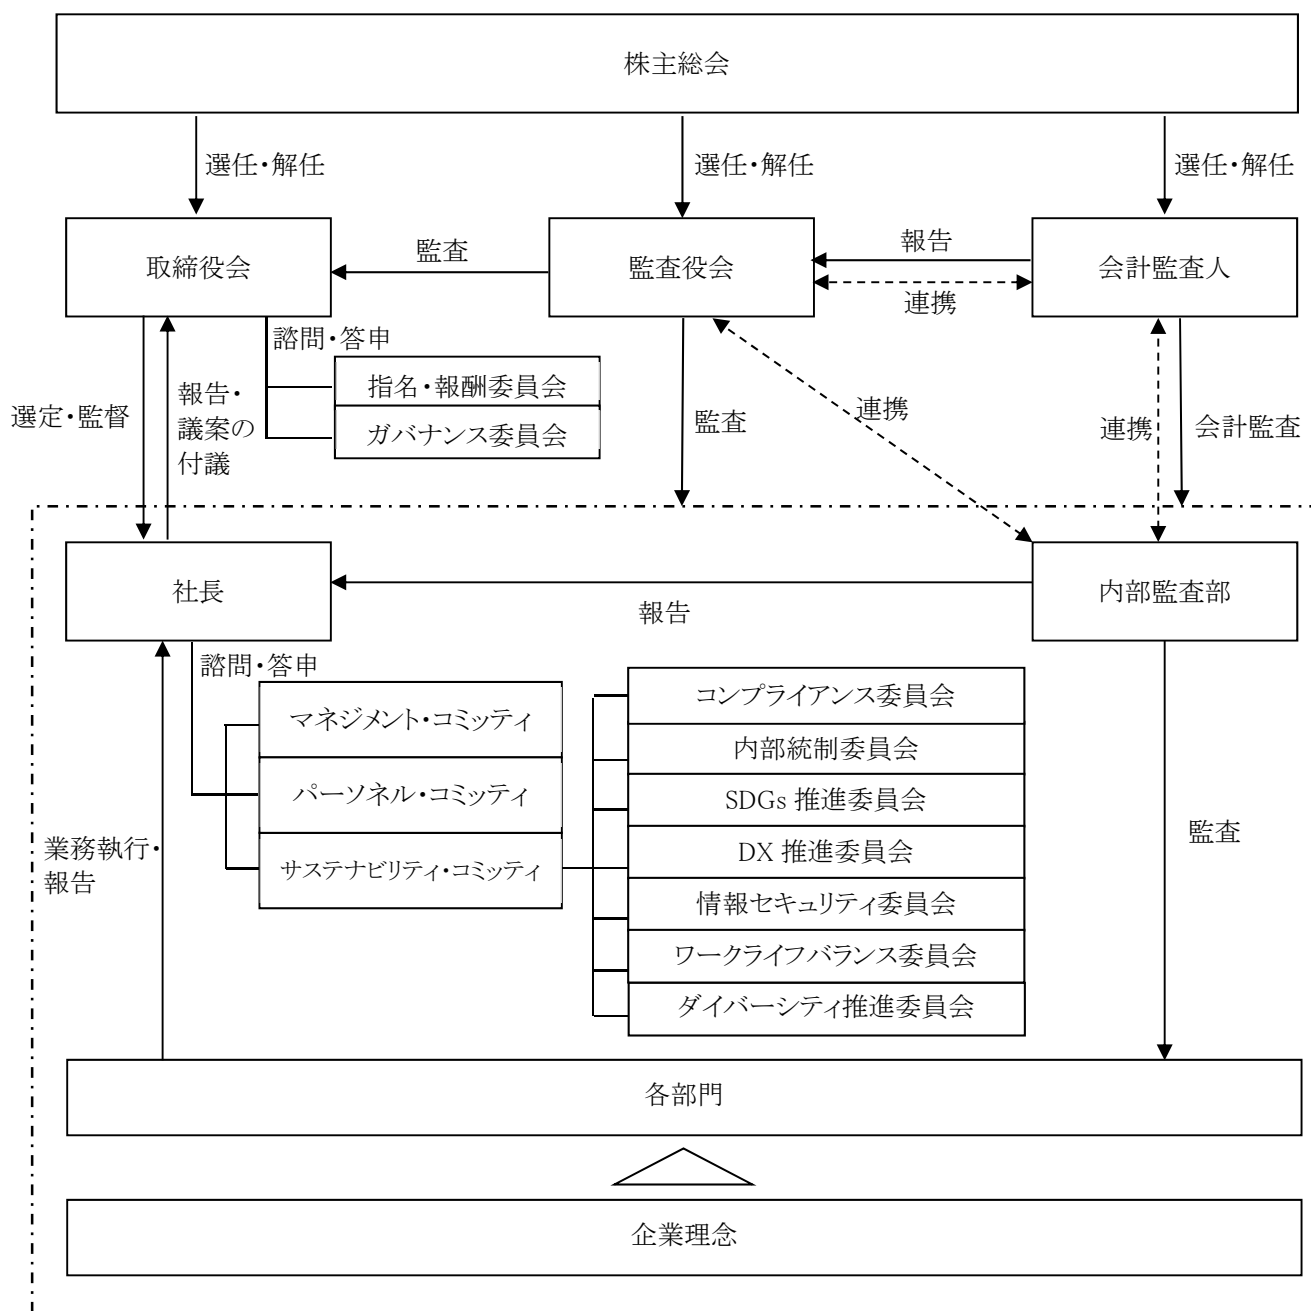 株主総会
選任・解任
選任・解任
選任・解任
取締役会
監査
監査役会
報告
連携
会計監査人
諮問・答申
指名・報酬委員会
ガバナンス委員会
選定・監督
報告・
議案の
付議
監査
連携
連携
会計監査
社長
報告
内部監査部
諮問・答申
マネジメント・コミッティ
パーソネル・コミッティ
サステナビリティ・コミッティ
コンプライアンス委員会
内部統制委員会
SDGs 推進委員会
DX 推進委員会
情報セキュリティ委員会
ワークライフバランス委員会
ダイバーシティ推進委員会
業務執行・
報告
監査
各部門
企業理念